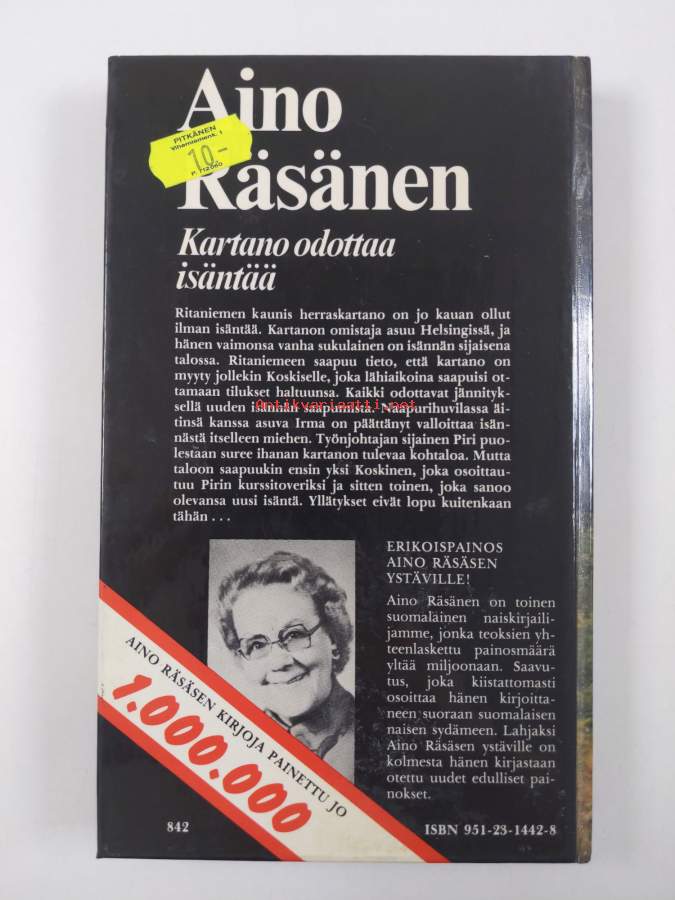 Aino
Räsänen
PITKÄNEN
10-
Kartano odottaa
isäntää
Ritaniemen kaunis herraskartano on jo kauan ollut
ilman isäntää. Kartanon omistaja asuu Helsingissä, ja
hänen vaimonsa vanha sukulainen on isännän sijaisena
talossa. Ritaniemeen saapuu tieto, että kartano on
myyty jollekin Koskiselle, joka lähiaikoina saapuisi ot-
tamaan tilukset haltuunsa. Kaikki odottavat jännityk-
sellä uuden isännän saapumista. Naapurihuvilassa äi-
Antikvariaatti.net
tinsä kanssa asuva Irma on päättänyt valloittaa isän-
nästä itselleen miehen. Työnjohtajan sijainen Piri puo-
lestaan suree ihanan kartanon tulevaa kohtaloa. Mutta
taloon saapuukin ensin yksi Koskinen, joka osoittau-
tuu Pirin kurssitoveriksi ja sitten toinen, joka sanoo
olevansa uusi isäntä. Yllätykset eivät lopu kuitenkaan
tähän . . .
ERIKOISPAINOS
AINO RÄSÄSEN
YSTÄVILLE!
Aino Räsänen on toinen
suomalainen naiskirjaili-
jamme, jonka teoksien yh-
teenlaskettu painosmäärä
yltää miljoonaan. Saavu-
tus, joka kiistattomasti
osoittaa hänen kirjoitta-
neen suoraan suomalaisen
naisen sydämeen. Lahjaksi
Aino Räsäsen ystäville on
kolmesta hänen kirjastaan
otettu uudet edulliset pai-
nokset.
AINO RÄSÄSEN KIRJOJA PAINETTU JO
1.000.000
842
ISBN 951-23-1442-8